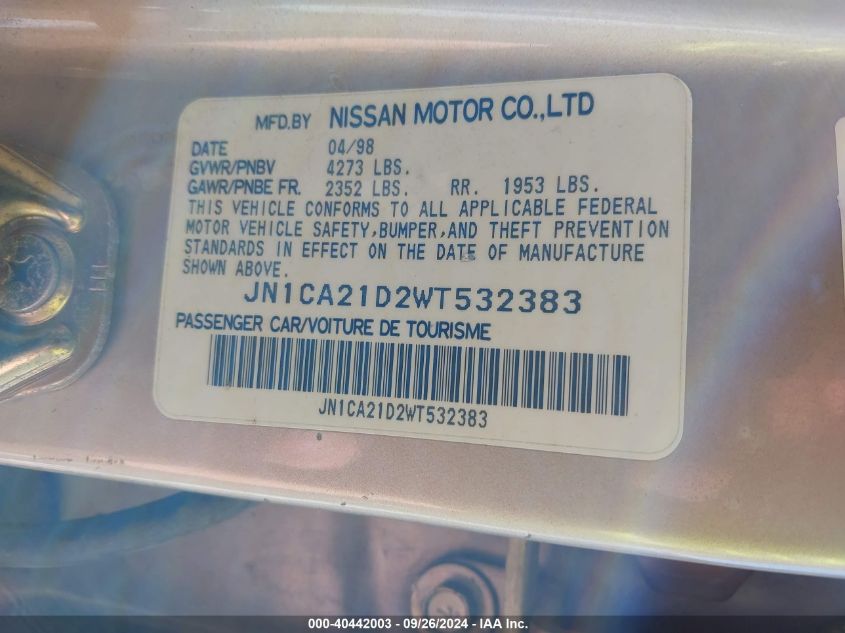 MFD.BY NISSAN MOTOR CO.,LTD
DATE 04/98
GVWR/PNBV 4273 LBS.
GAWR/PNBE FR. 2352 LBS. RR. 1953 LBS.
THIS VEHICLE CONFORMS TO ALL APPLICABLE FEDERAL
MOTOR VEHICLE SAFETY,BUMPER,AND THEFT PREVENTION
STANDARDS IN EFFECT ON THE DATE OF MANUFACTURE
SHOWN ABOVE.
JN1CA21D2WT532383
PASSENGER CAR/VOITURE DE TOURISME
JN1CA21D2WT532383
000-40442003 - 09/26/2024 - IAA Inc.